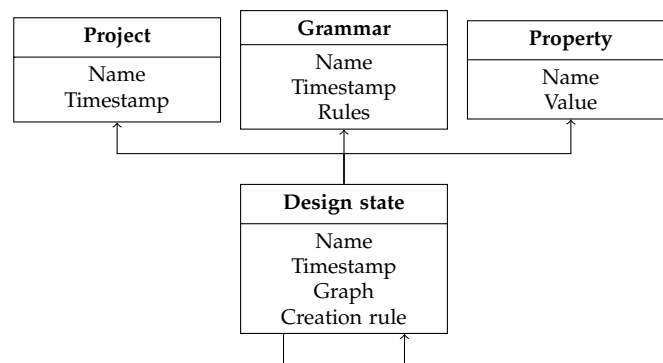 Project
Name
Timestamp
Grammar
Name
Timestamp
Rules
Property
Name
Value
Design state
Name
Timestamp
Graph
Creation rule